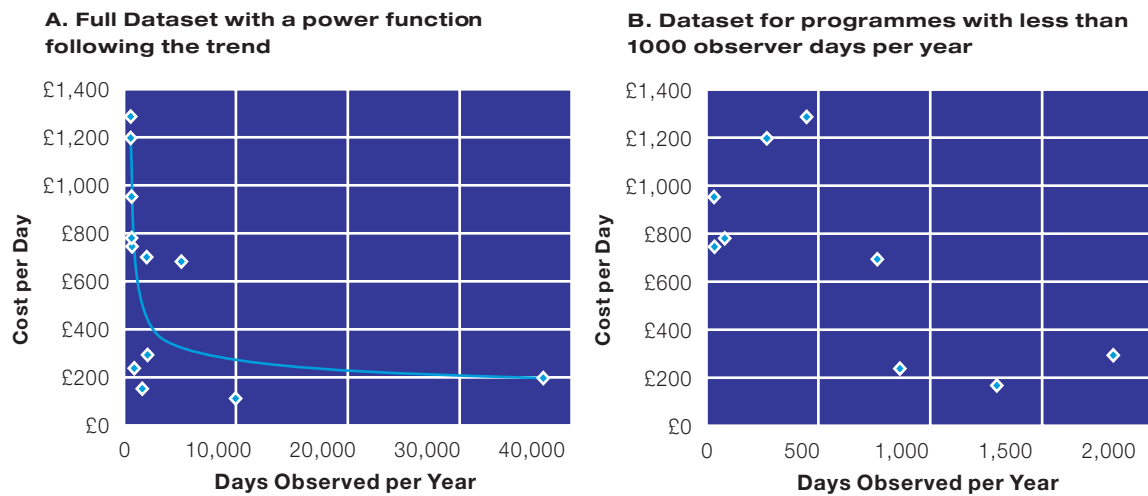 A. Full Dataset with a power function
following the trend
£1,400
£1,200
£1,000
£800
£600
£400
£200
£0
Cost per Day
0 10,000 20,000 30,000 40,000
Days Observed per Year
B. Dataset for programmes with less than
1000 observer days per year
£1,400
£1,200
£1,000
£800
£600
£400
£200
£0
Cost per Day
0 500 1,000 1,500 2,000
Days Observed per Year